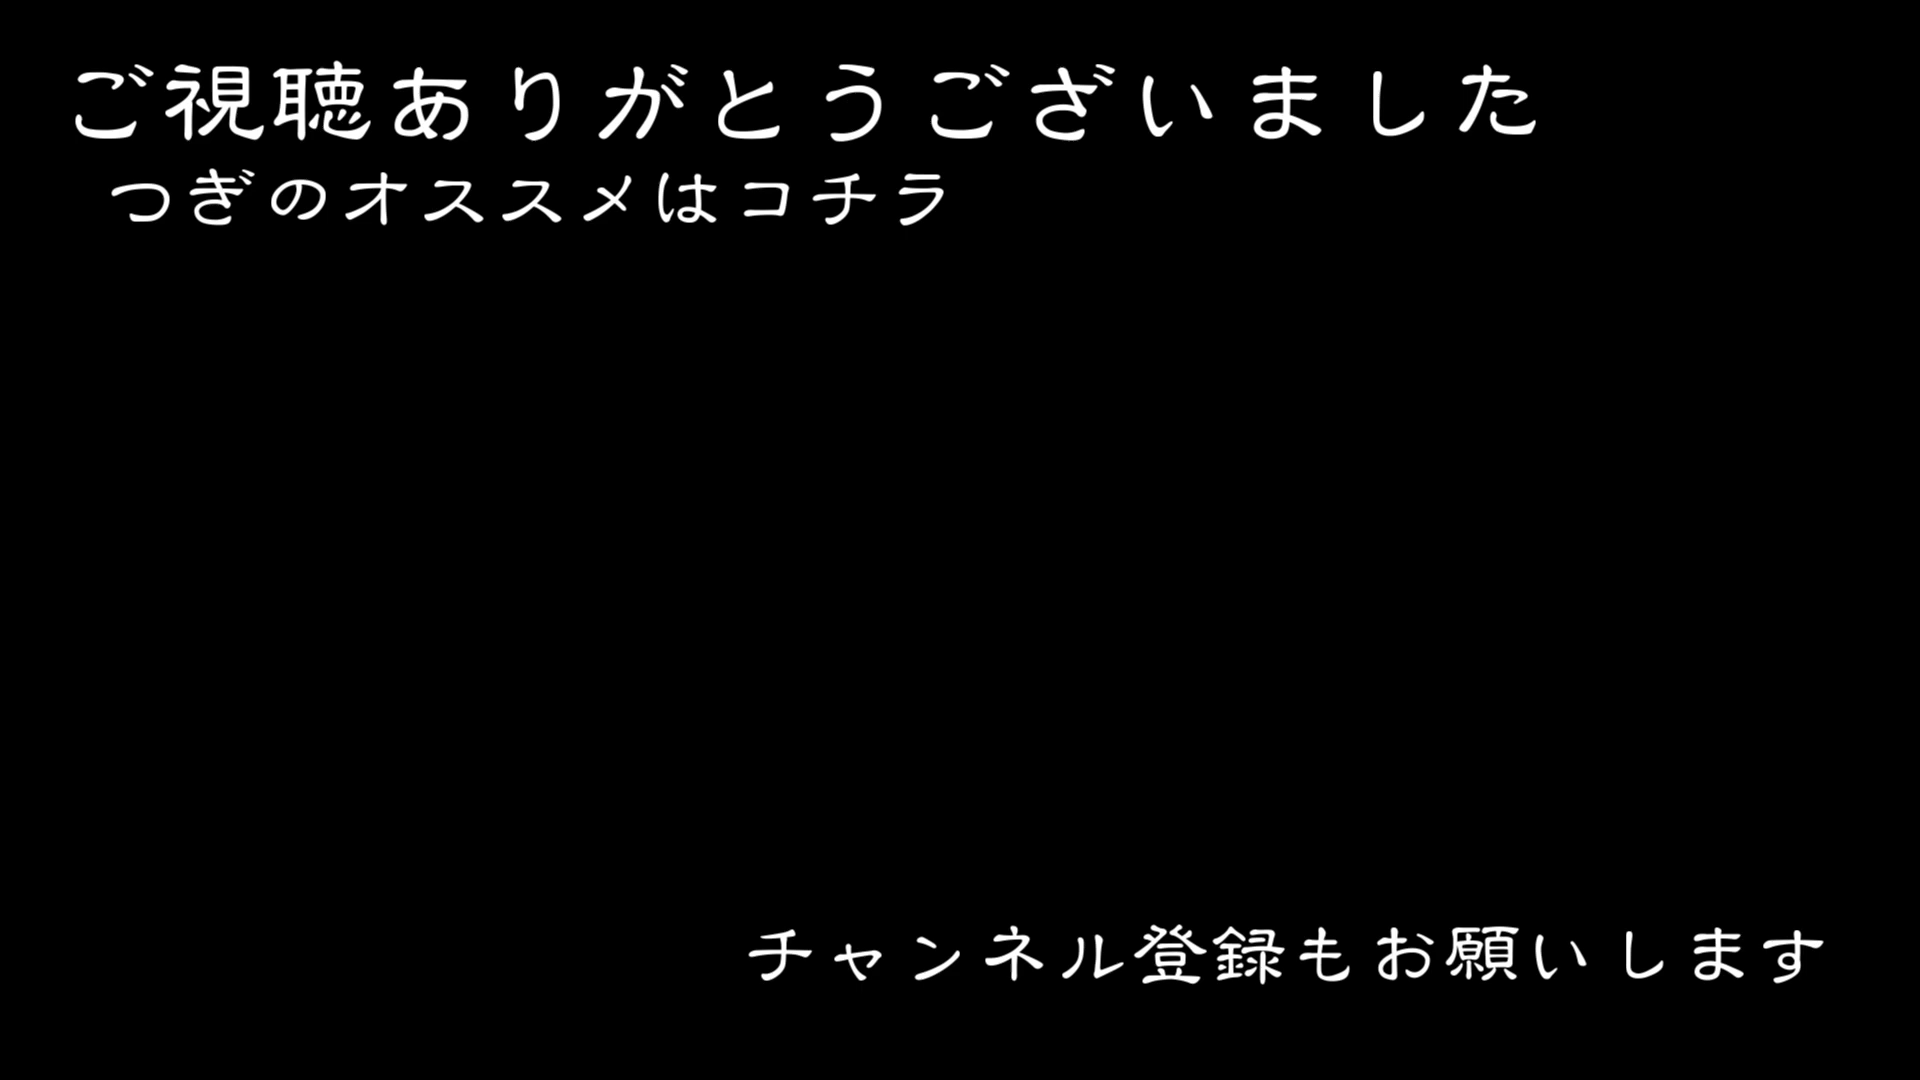 ご視聴ありがとうございました
つぎのオススメはコチラ
チャンネル登録もお願いします